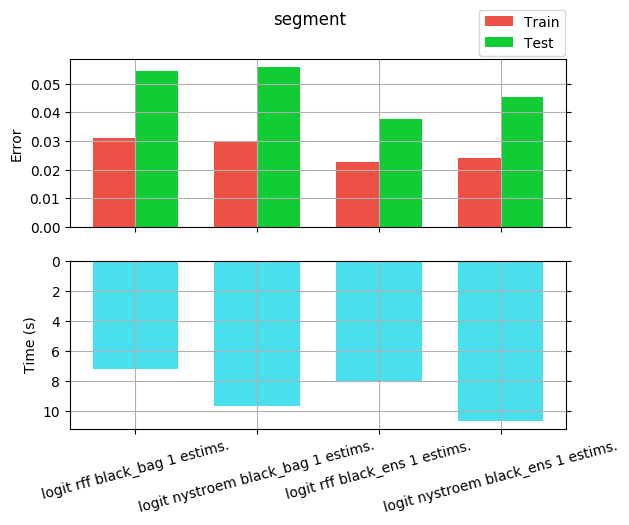 segment
Train
Test
Error
0.05
0.04
0.03
0.02
0.01
0.00
Time (s)
0
2
4
6
8
10
logit rff black_bag 1 estims.
logit nystroem black_bag 1 estims.
logit rff black_ens 1 estims.
logit nystroem black_ens 1 estims.